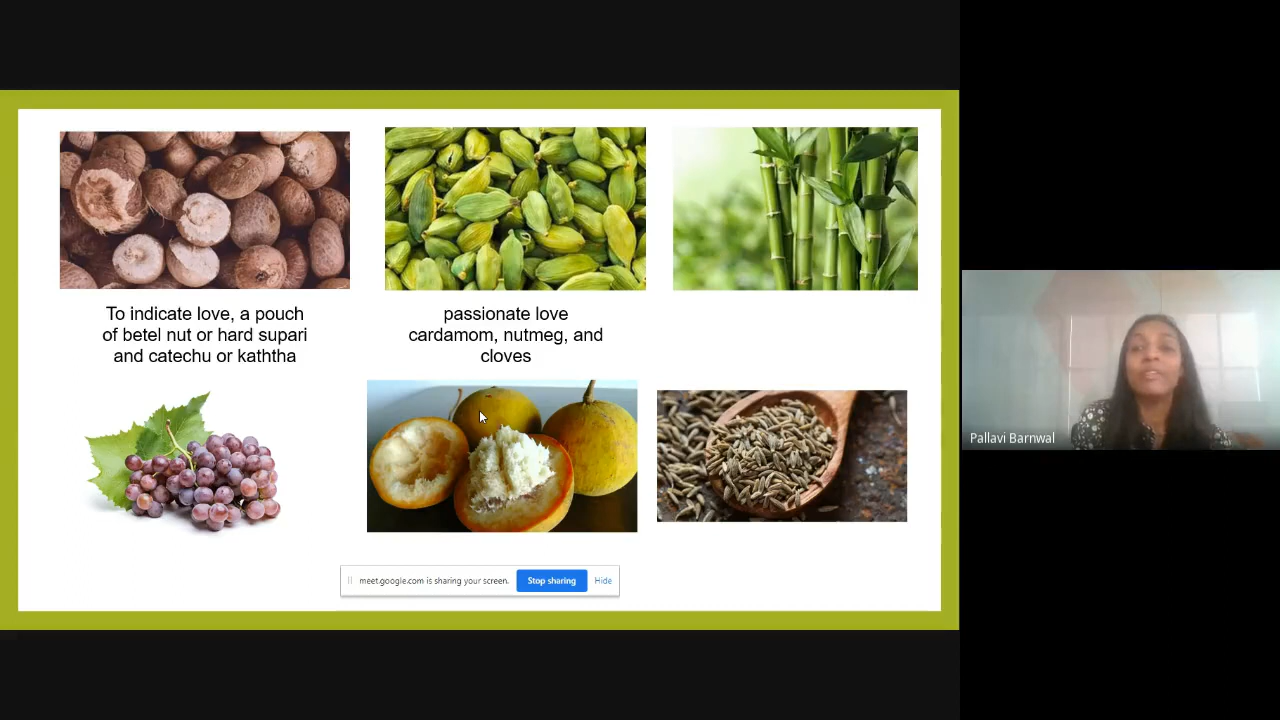 To indicate love, a pouch
of betel nut or hard supari
and catechu or kaththa
passionate love
cardamom, nutmeg, and
cloves
meet.google.com is sharing your screen.
Stop sharing
Hide
Pallavi Barnwal